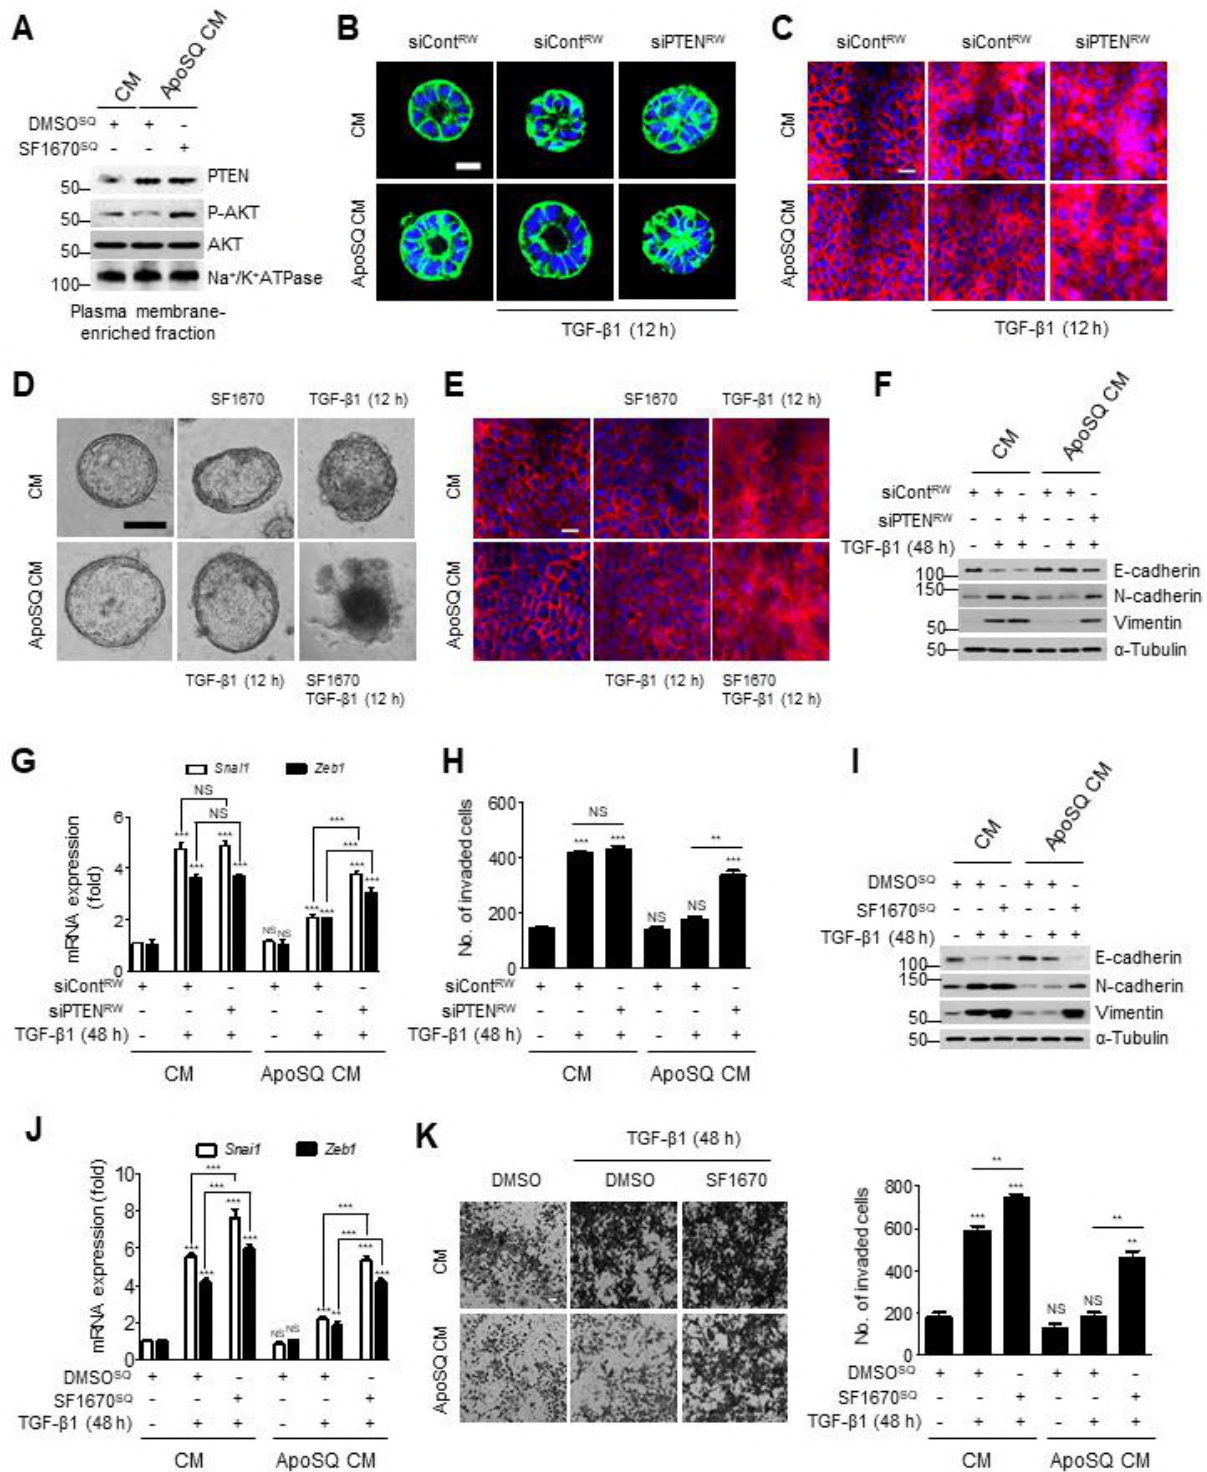 A
CM
ApoSQ CM
DMSO^SQ + + -
SF1670^SQ - - +
50 PTEN
50 P-AKT
50 AKT
100 Na⁺/K⁺ATPase
Plasma membrane-
enriched fraction
B
siCont^RW siCont^RW siPTEN^RW
CM
ApoSQ CM
TGF-β1 (12 h)
C
siCont^RW siCont^RW siPTEN^RW
CM
ApoSQ CM
TGF-β1 (12 h)
D
SF1670 TGF-β1 (12 h)
CM
ApoSQ CM
TGF-β1 (12 h) SF1670
TGF-β1 (12 h)
E
SF1670 TGF-β1 (12 h)
CM
ApoSQ CM
TGF-β1 (12 h) SF1670
TGF-β1 (12 h)
F
CM
ApoSQ CM
siCont^RW + + - + + -
siPTEN^RW - - + - - +
TGF-β1 (48 h) - + + - + +
100 E-cadherin
150 N-cadherin
50 Vimentin
50 α-Tubulin
G
Snal1 Zeb1
mRNA expression
(fold)
6
4
2
0
NS
NS
*** *** *** ***
NS NS
*** ***
*** ***
*** ***
siCont^RW + + - + + -
siPTEN^RW - - + - - +
TGF-β1 (48 h) - + + - + +
CM ApoSQ CM
H
No. of invaded cells
600
400
200
0
NS
*** ***
NS NS
**
***
siCont^RW + + - + + -
siPTEN^RW - - + - - +
TGF-β1 (48 h) - + + - + +
CM ApoSQ CM
I
CM
ApoSQ CM
DMSO^SQ + + - + + -
SF1670^SQ - - + - - +
TGF-β1 (48 h) - + + - + +
100 E-cadherin
150 N-cadherin
50 Vimentin
50 α-Tubulin
J
Snai1 Zeb1
mRNA expression (fold)
10
8
6
4
2
0
***
***
*** *** *** ***
NS NS
*** **
***
***
*** ***
DMSO^SQ + + - + + -
SF1670^SQ - - + - - +
TGF-β1 (48 h) - + + - + +
CM ApoSQ CM
K
TGF-β1 (48 h)
DMSO DMSO SF1670
CM
ApoSQ CM
No. of invaded cells
800
600
400
200
0
**
*** ***
NS NS
**
**
DMSO^SQ + + - + + -
SF1670^SQ - - + - - +
TGF-β1 (48 h) - + + - + +
CM ApoSQ CM